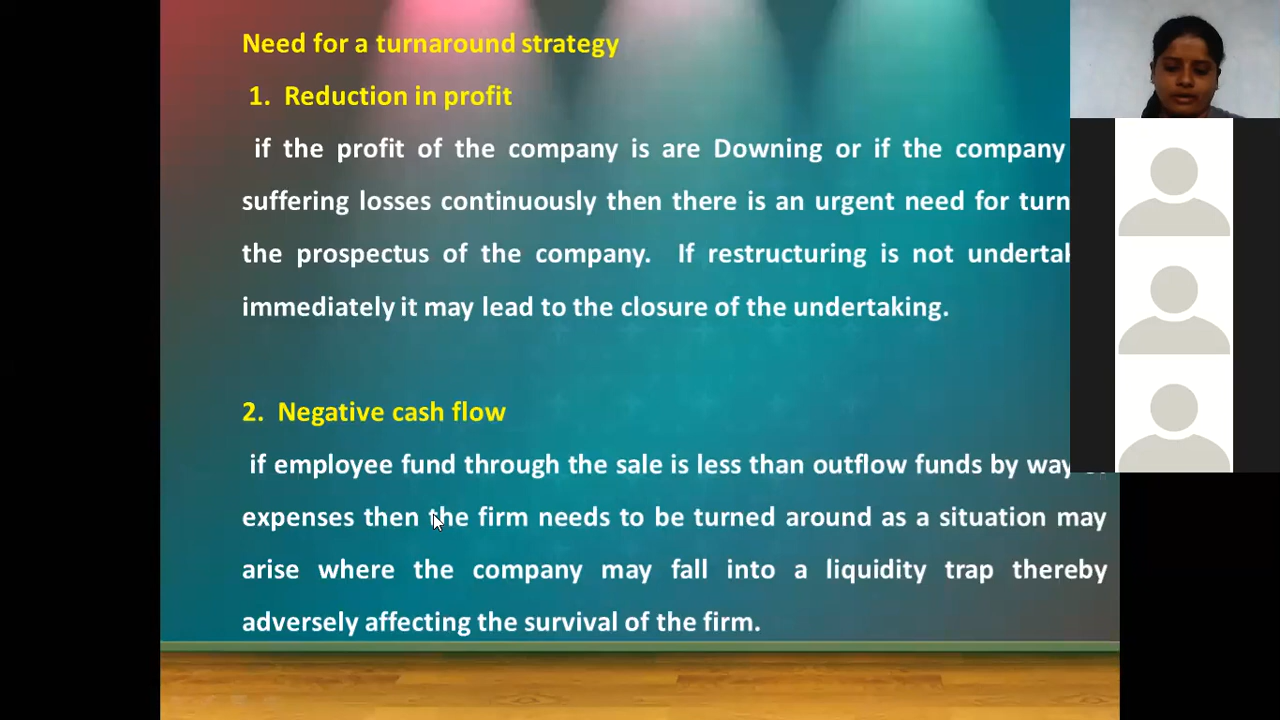 Need for a turnaround strategy
1. Reduction in profit
if the profit of the company is are Downing or if the company
suffering losses continuously then there is an urgent need for turn
the prospectus of the company. If restructuring is not
immediately it may lead to the closure of the undertaking.
2. Negative cash flow
if employee fund through the sale is less than outflow funds by way
expenses then the firm needs to be turned around as a situation may
arise where the company may fall into a liquidity trap thereby
adversely affecting the survival of the firm.